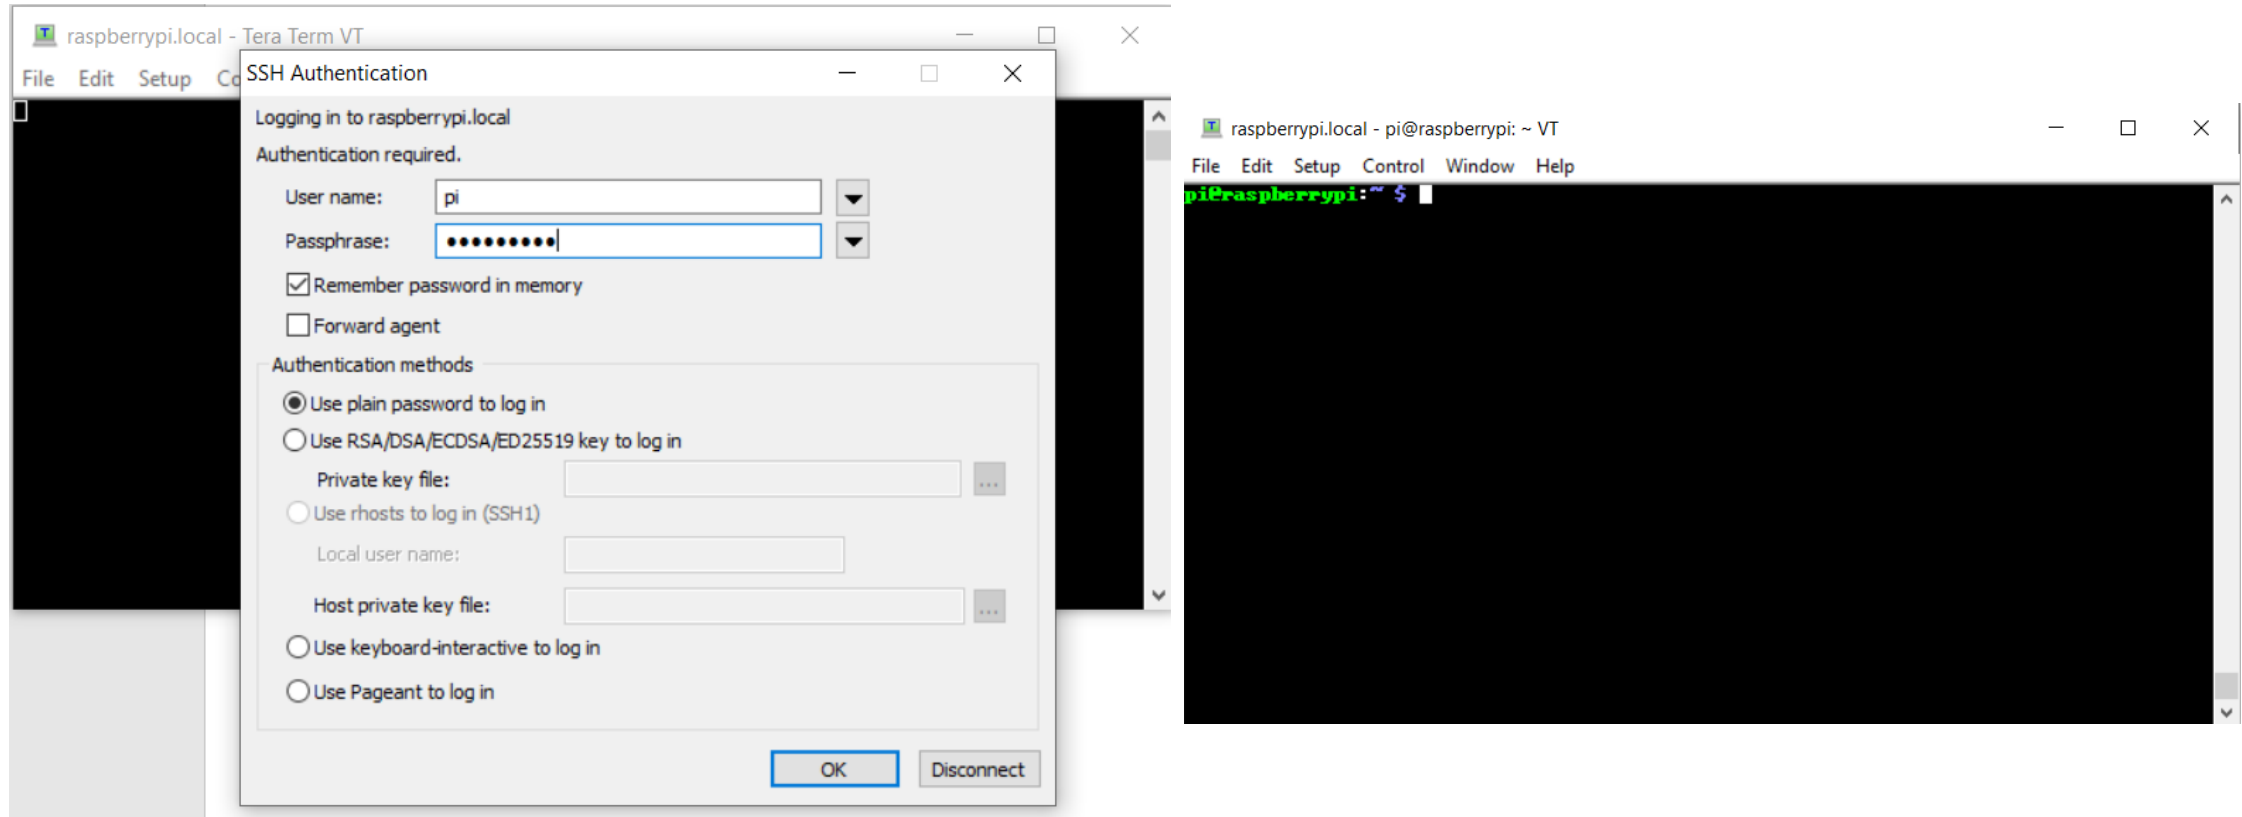 raspberrypi.local - Tera Term VT
File Edit Setup Co
SSH Authentication
Logging in to raspberrypi.local
Authentication required.
User name: pi
Passphrase: •••••••••
Remember password in memory
Forward agent
Authentication methods
Use plain password to log in
Use RSA/DSA/ECDSA/ED25519 key to log in
Private key file: ...
Use rhosts to log in (SSH1)
Local user name:
Host private key file: ...
Use keyboard-interactive to log in
Use Pageant to log in
OK Disconnect
raspberrypi.local - pi@raspberrypi: ~ VT
File Edit Setup Control Window Help
pi@raspberrypi:~ $